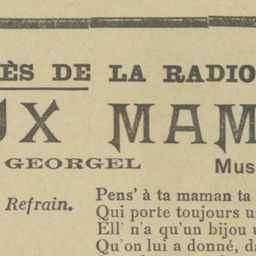 ÈS DE LA RADIO
UX MAM
GEORGEL Mus
Refrain.
Pens' à ta maman ta
Qui porte toujours u
Ell' n'a qu'un bijou
Qu'on lui a donné, d